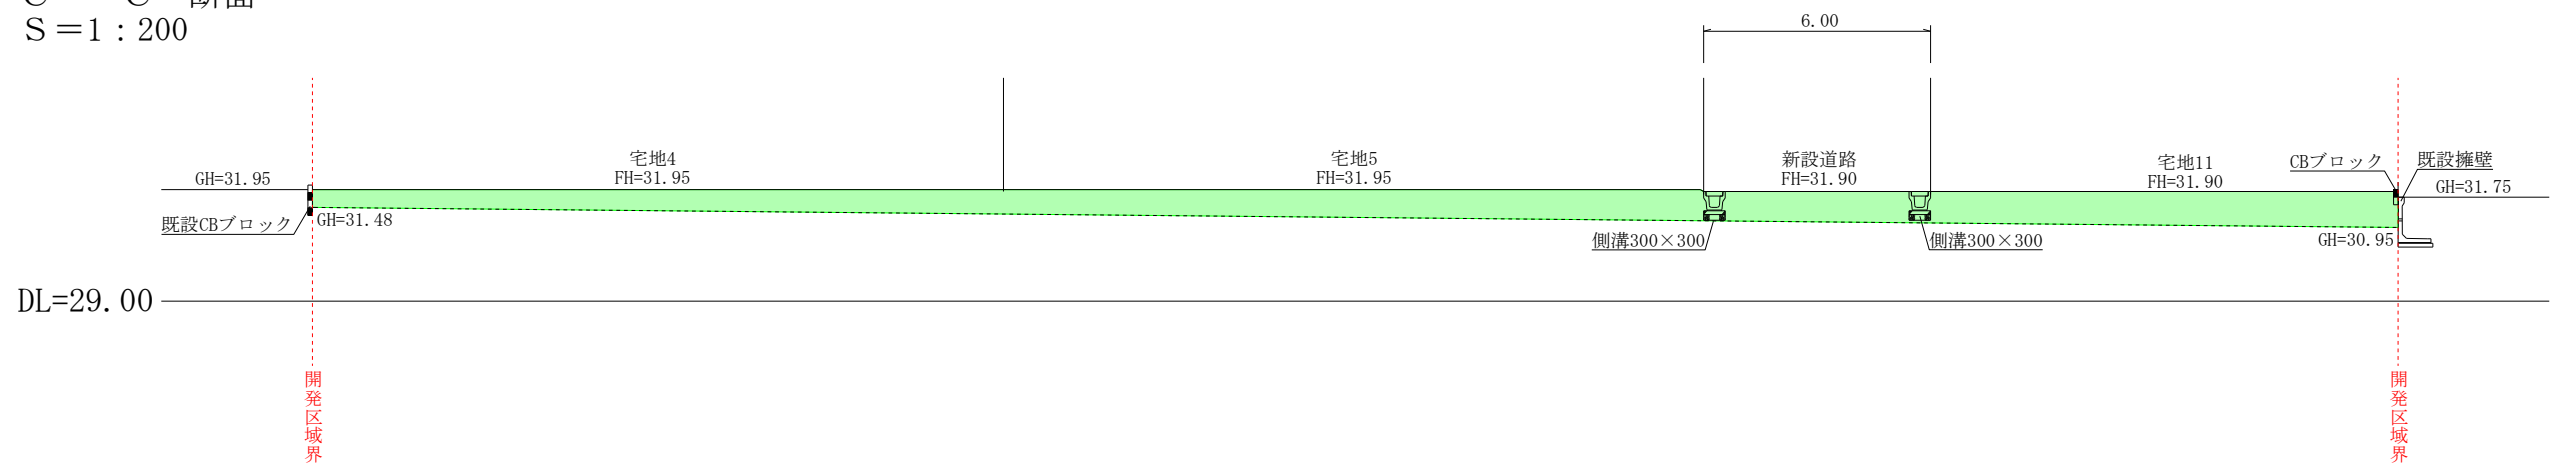 S＝1：200
6.00
宅地4
FH=31.95
宅地5
FH=31.95
新設道路
FH=31.90
宅地11
FH=31.90
CBブロック
既設擁壁
GH=31.95
GH=31.75
既設CBブロック
GH=31.48
側溝300×300
側溝300×300
GH=30.95
DL=29.00
開発区域界
開発区域界